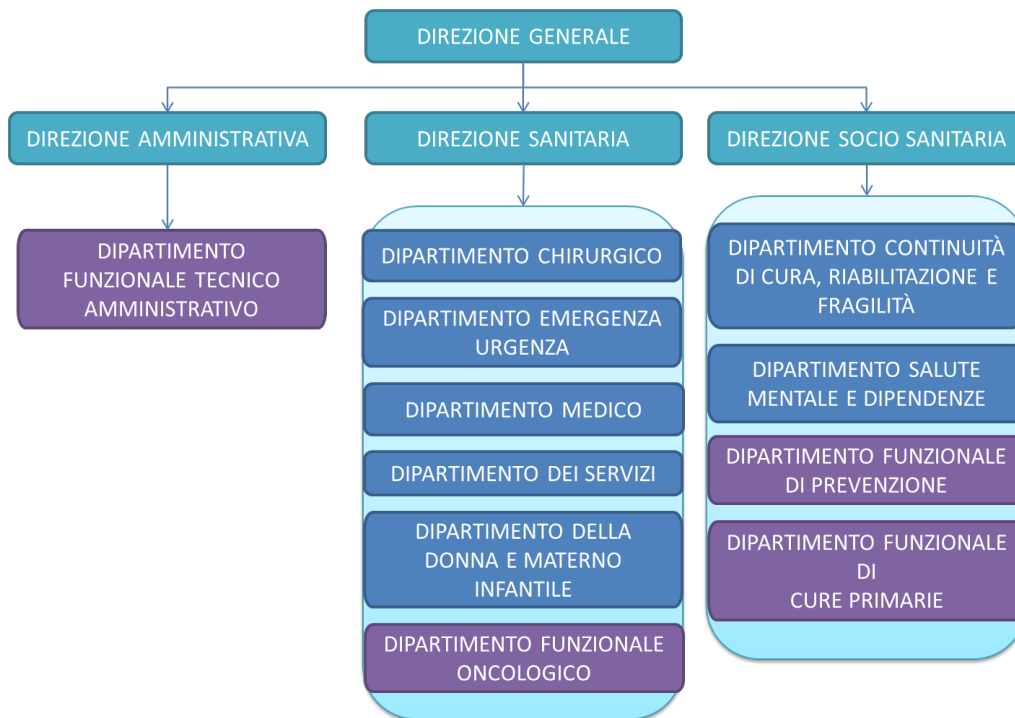 DIREZIONE GENERALE
DIREZIONE AMMINISTRATIVA
DIREZIONE SANITARIA
DIREZIONE SOCIO SANITARIA
DIPARTIMENTO
FUNZIONALE TECNICO
AMMINISTRATIVO
DIPARTIMENTO CHIRURGICO
DIPARTIMENTO EMERGENZA
URGENZA
DIPARTIMENTO MEDICO
DIPARTIMENTO DEI SERVIZI
DIPARTIMENTO DELLA
DONNA E MATERNO
INFANTILE
DIPARTIMENTO FUNZIONALE
ONCOLOGICO
DIPARTIMENTO CONTINUITÀ
DI CURA, RIABILITAZIONE E
FRAGILITÀ
DIPARTIMENTO SALUTE
MENTALE E DIPENDENZE
DIPARTIMENTO FUNZIONALE
DI PREVENZIONE
DIPARTIMENTO FUNZIONALE
DI
CURE PRIMARIE